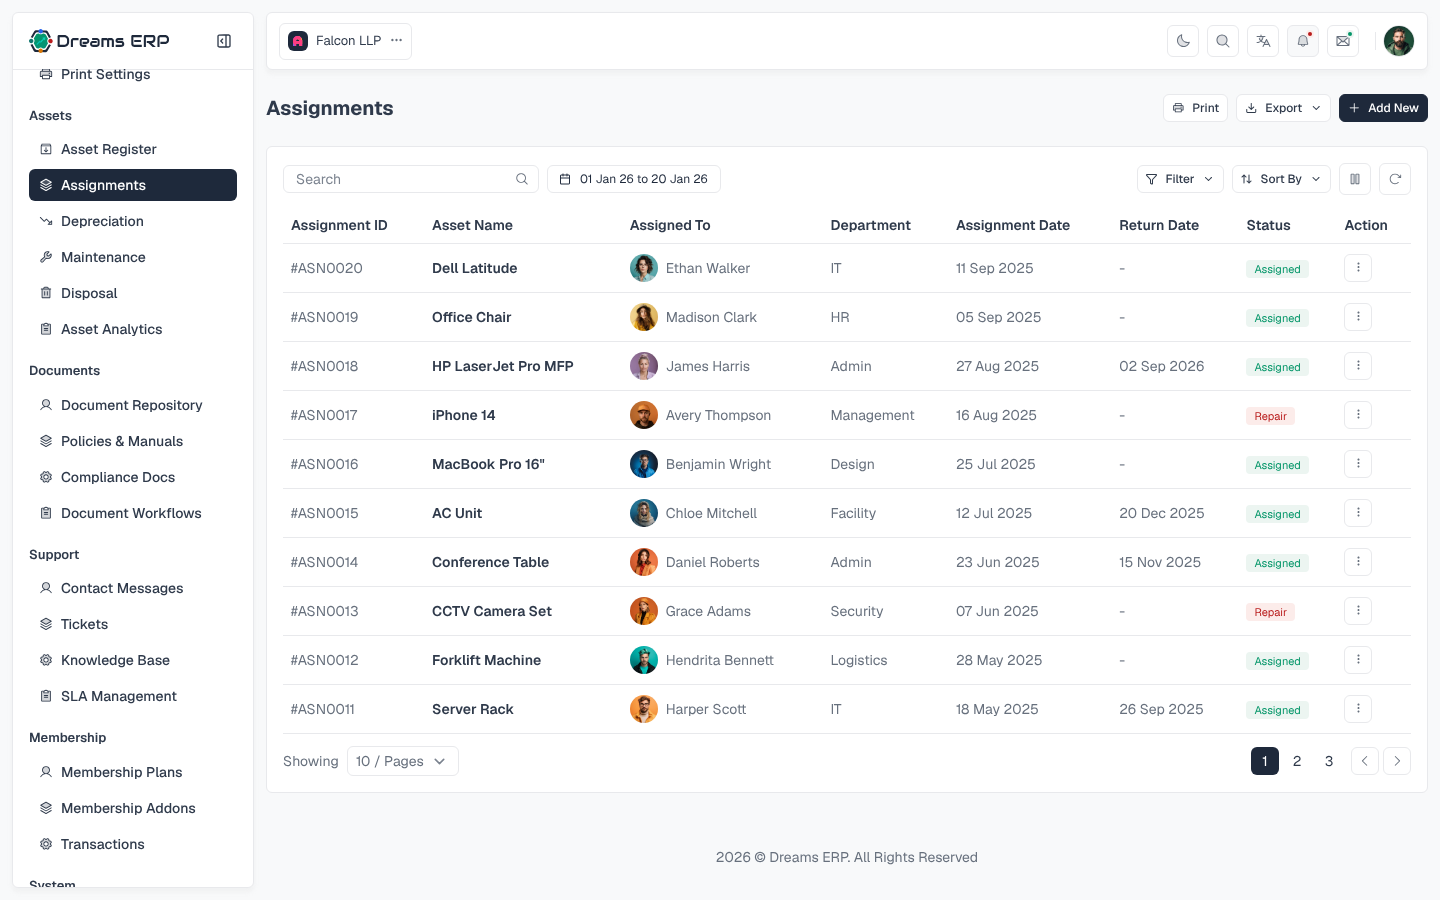 Dreams ERP
Print Settings
Assets
Asset Register
Assignments
Depreciation
Maintenance
Disposal
Asset Analytics
Documents
Document Repository
Policies & Manuals
Compliance Docs
Document Workflows
Support
Contact Messages
Tickets
Knowledge Base
SLA Management
Membership
Membership Plans
Membership Addons
Transactions
System
Falcon LLP
Assignments
Print
Export
Add New
Search
01 Jan 26 to 20 Jan 26
Filter
Sort By
Assignment ID Asset Name Assigned To Department Assignment Date Return Date Status Action
#ASN0020 Dell Latitude Ethan Walker IT 11 Sep 2025 - Assigned
#ASN0019 Office Chair Madison Clark HR 05 Sep 2025 - Assigned
#ASN0018 HP LaserJet Pro MFP James Harris Admin 27 Aug 2025 02 Sep 2026 Assigned
#ASN0017 iPhone 14 Avery Thompson Management 16 Aug 2025 - Repair
#ASN0016 MacBook Pro 16" Benjamin Wright Design 25 Jul 2025 - Assigned
#ASN0015 AC Unit Chloe Mitchell Facility 12 Jul 2025 20 Dec 2025 Assigned
#ASN0014 Conference Table Daniel Roberts Admin 23 Jun 2025 15 Nov 2025 Assigned
#ASN0013 CCTV Camera Set Grace Adams Security 07 Jun 2025 - Repair
#ASN0012 Forklift Machine Hendrita Bennett Logistics 28 May 2025 - Assigned
#ASN0011 Server Rack Harper Scott IT 18 May 2025 26 Sep 2025 Assigned
Showing 10 / Pages
1 2 3
2026 © Dreams ERP. All Rights Reserved